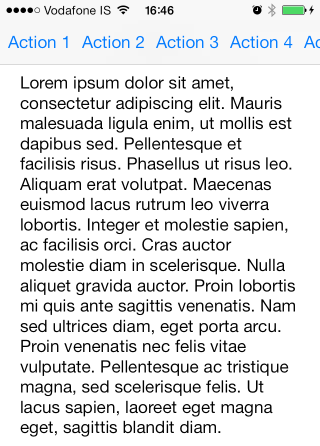 Vodafone IS 16:46
Action 1 Action 2 Action 3 Action 4 Ac
Lorem ipsum dolor sit amet,
consectetur adipiscing elit. Mauris
malesuada ligula enim, ut mollis est
dapibus sed. Pellentesque et
facilisis risus. Phasellus ut risus leo.
Aliquam erat volutpat. Maecenas
euismod lacus rutrum leo viverra
lobortis. Integer et molestie sapien,
ac facilisis orci. Cras auctor
molestie diam in scelerisque. Nulla
aliquet gravida auctor. Proin lobortis
mi quis ante sagittis venenatis. Nam
sed ultrices diam, eget porta arcu.
Proin venenatis nec felis vitae
vulputate. Pellentesque ac tristique
magna, sed scelerisque felis. Ut
lacus sapien, laoreet eget magna
eget, sagittis blandit diam.